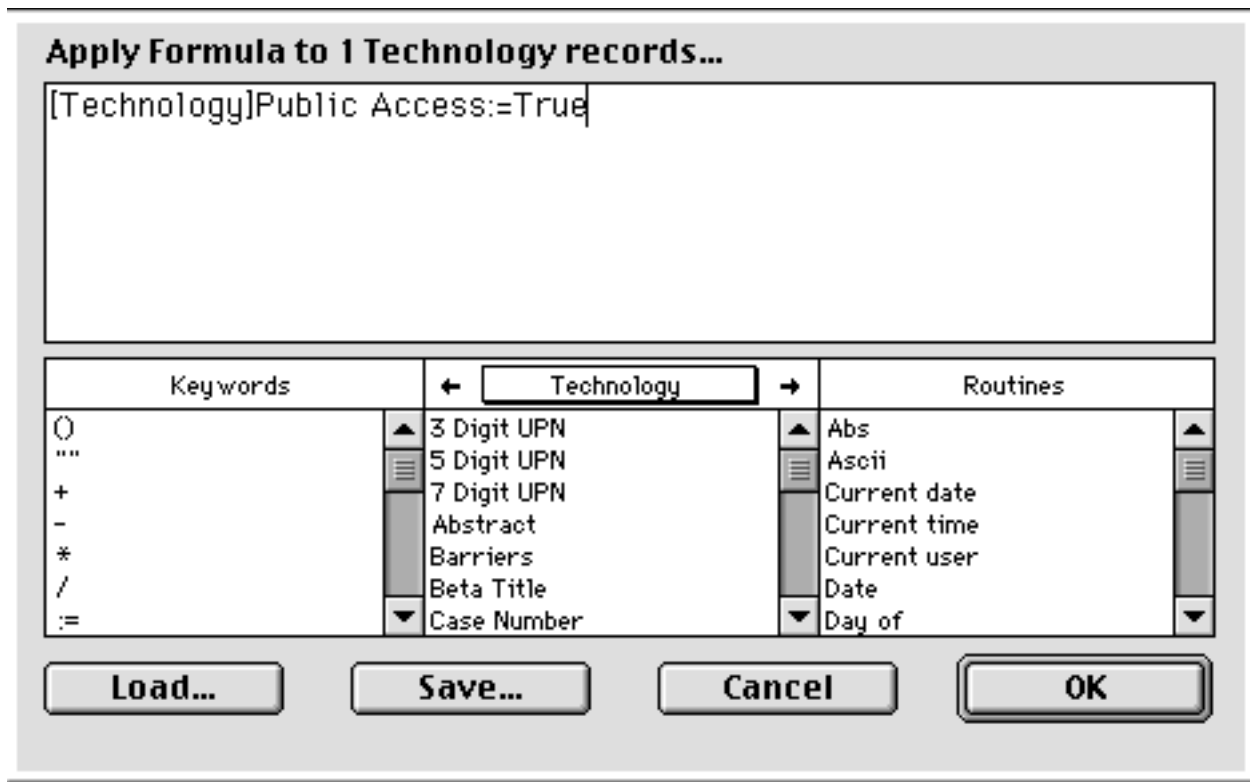 Apply Formula to 1 Technology records...
[Technology]Public Access:=True
Keywords
Technology
Routines
()
""
+
-
*
/
:=
3 Digit UPN
5 Digit UPN
7 Digit UPN
Abstract
Barriers
Beta Title
Case Number
Abs
Ascii
Current date
Current time
Current user
Date
Day of
Load...
Save...
Cancel
OK